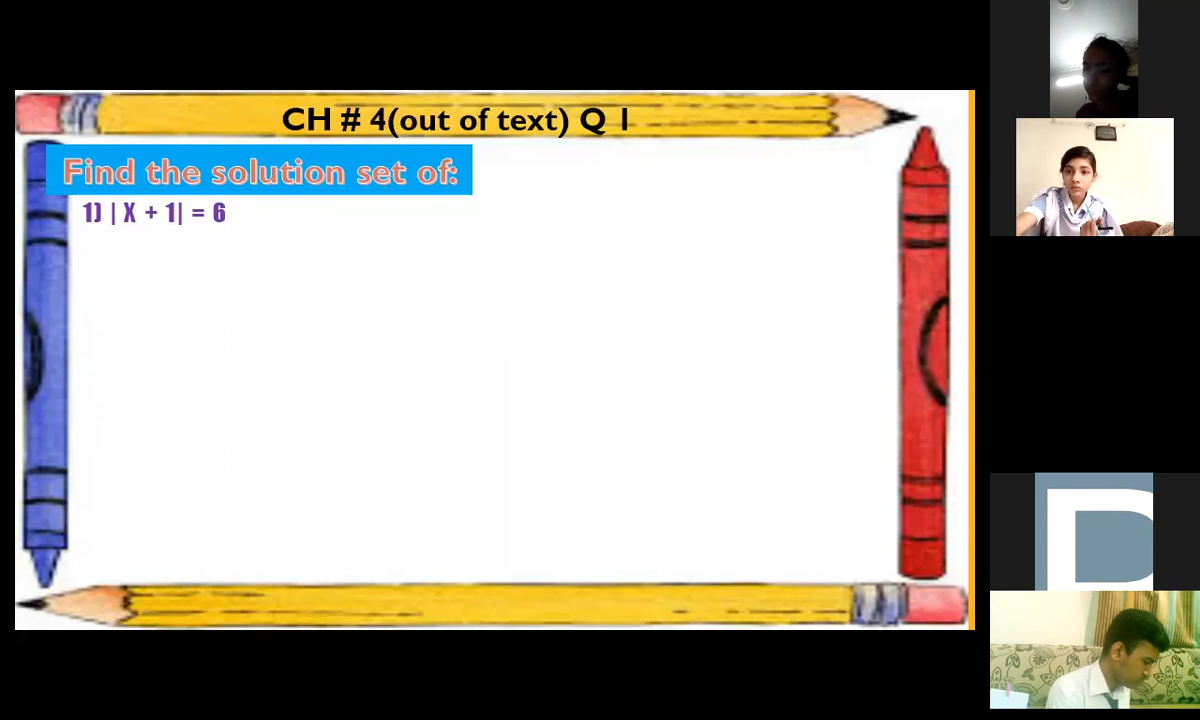 CH # 4(out of text) Q 1
Find the solution set of:
1) | X + 1| = 6